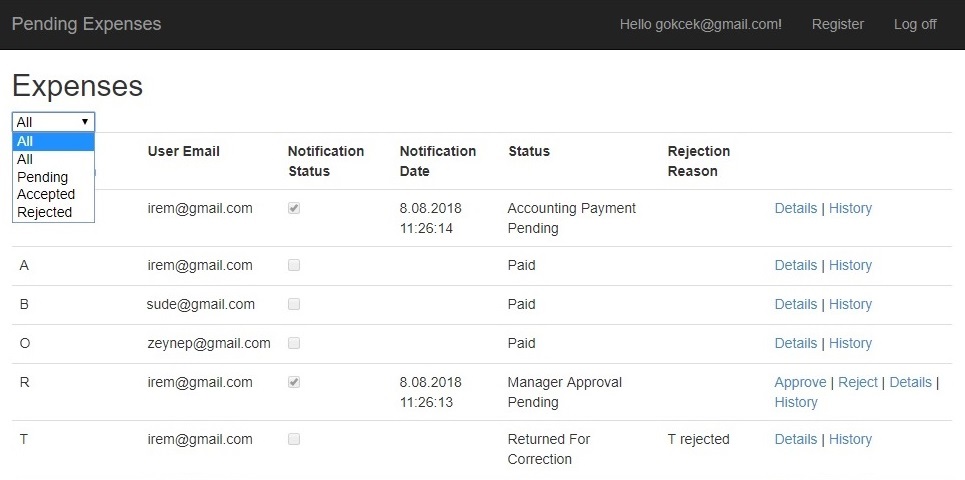 Pending Expenses Hello gokcek@gmail.com! Register Log off
Expenses
All
All
All
Pending
Accepted
Rejected
User Email Notification Notification Status Rejection
Status Date Reason
irem@gmail.com 8.08.2018 Accounting Payment Details | History
11:26:14 Pending
A irem@gmail.com Paid Details | History
B sude@gmail.com Paid Details | History
O zeynep@gmail.com Paid Details | History
R irem@gmail.com 8.08.2018 Manager Approval Approve | Reject | Details |
11:26:13 Pending History
T irem@gmail.com Returned For T rejected Details | History
Correction